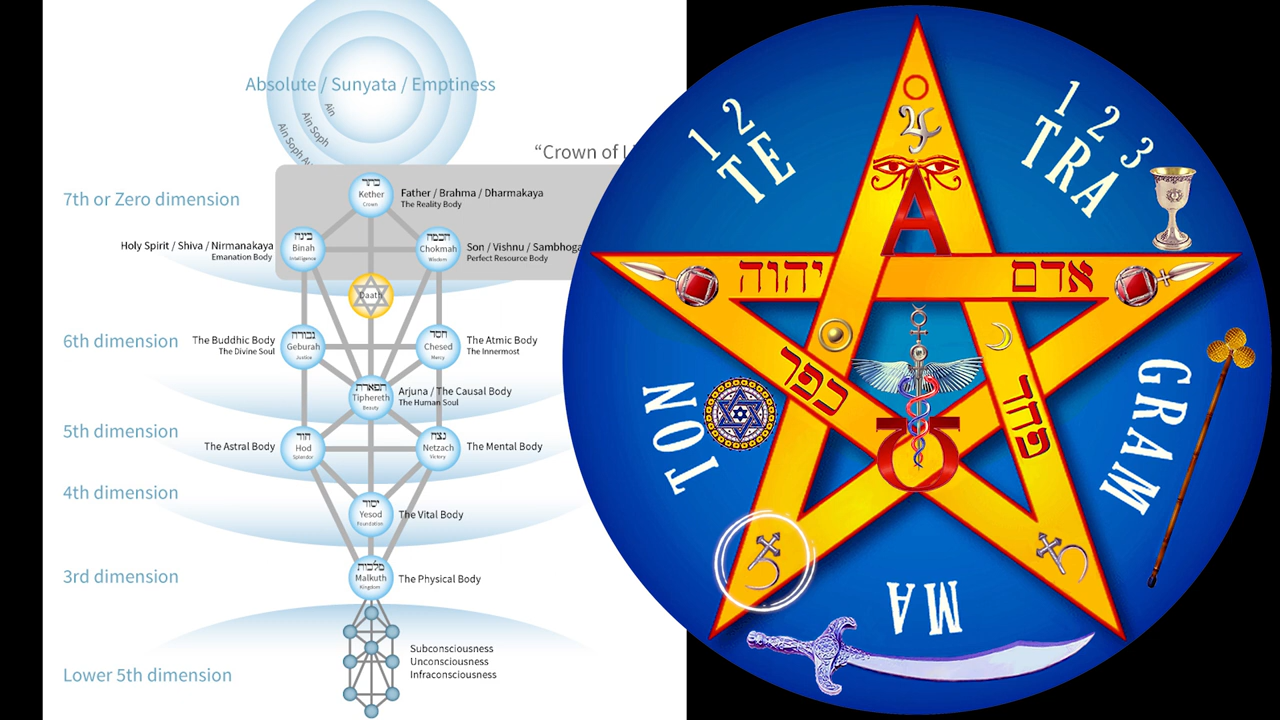 Absolute / Sunyata / Emptiness
Ain
Ain Soph
Ain Soph Au
“Crown of Li
7th or Zero dimension
כתר
Kether
Crown
Father / Brahma / Dharmakaya
The Reality Body
Holy Spirit / Shiva / Nirmanakaya
Emanation Body
בינה
Binah
Intelligence
חכמה
Chokmah
Wisdom
Son / Vishnu / Sambhoga
Perfect Resource Body
Daath
6th dimension
The Buddhic Body
The Divine Soul
גבורה
Geburah
Justice
חסד
Chesed
Mercy
The Atmic Body
The Innermost
תפארת
Tiphereth
Beauty
Arjuna / The Causal Body
The Human Soul
5th dimension
The Astral Body
הוד
Hod
Splendor
נצח
Netzach
Victory
The Mental Body
4th dimension
יסוד
Yesod
Foundation
The Vital Body
3rd dimension
מלכות
Malkuth
Kingdom
The Physical Body
Subconsciousness
Unconsciousness
Infraconsciousness
Lower 5th dimension
1 2
TE
1 2 3
TRA
A
יהוה
אדם
כפר
פחד
TON
GRAM
MA